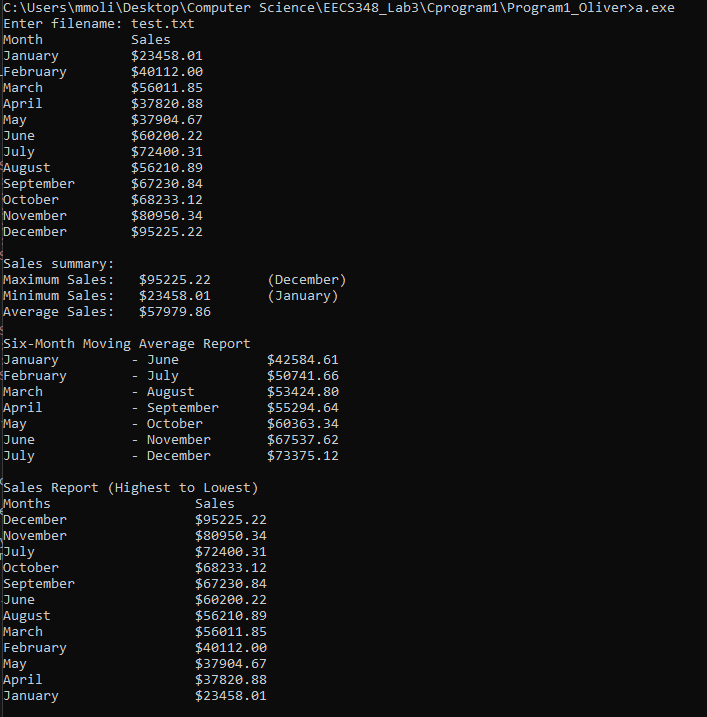 C:\Users\mmoli\Desktop\Computer Science\EECS348_Lab3\Cprogram1\Program1_Oliver>a.exe
Enter filename: test.txt
Month           Sales
January         $23458.01
February        $40112.00
March           $56011.85
April           $37820.88
May             $37904.67
June            $60200.22
July            $72400.31
August          $56210.89
September       $67230.84
October         $68233.12
November        $80950.34
December        $95225.22

Sales summary:
Maximum Sales:   $95225.22       (December)
Minimum Sales:   $23458.01       (January)
Average Sales:   $57979.86

Six-Month Moving Average Report
January         - June           $42584.61
February        - July           $50741.66
March           - August         $53424.80
April           - September      $55294.64
May             - October        $60363.34
June            - November       $67537.62
July            - December       $73375.12

Sales Report (Highest to Lowest)
Months                  Sales
December                $95225.22
November                $80950.34
July                    $72400.31
October                 $68233.12
September               $67230.84
June                    $60200.22
August                  $56210.89
March                   $56011.85
February                $40112.00
May                     $37904.67
April                   $37820.88
January                 $23458.01